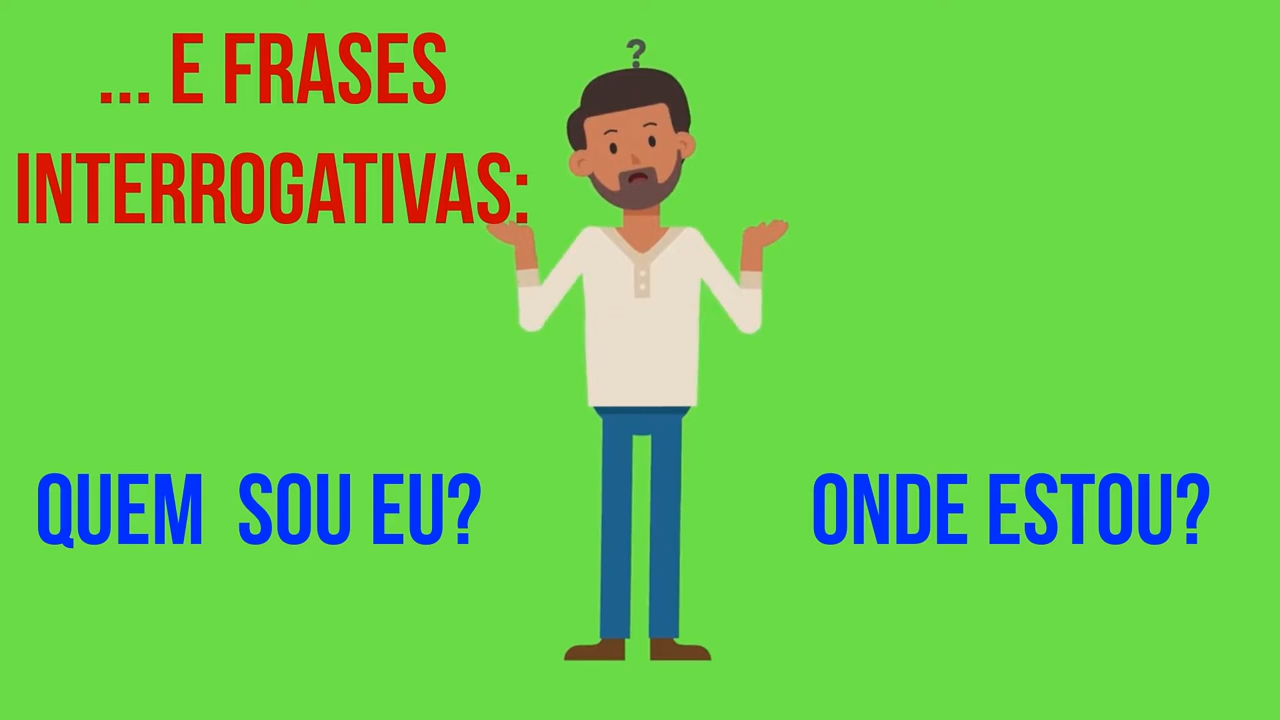 ... E FRASES
INTERROGATIVAS:
?
QUEM SOU EU?
ONDE ESTOU?